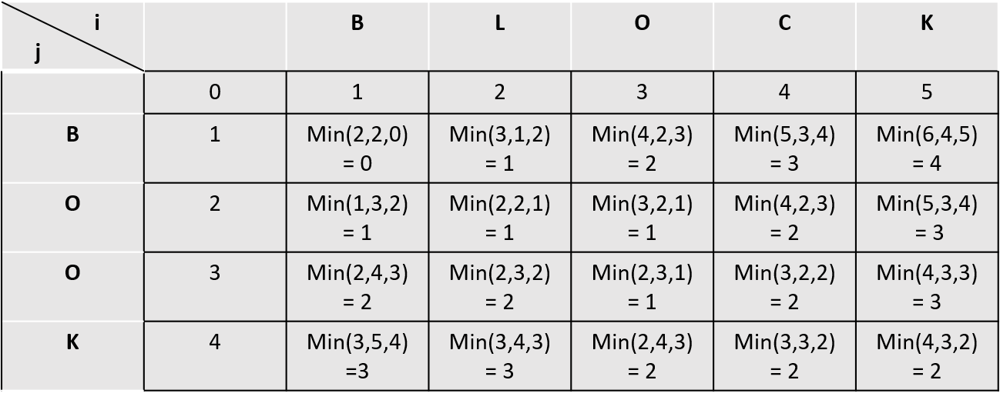 i
j
B L O C K
0 1 2 3 4 5
B 1 Min(2,2,0) Min(3,1,2) Min(4,2,3) Min(5,3,4) Min(6,4,5)
= 0 = 1 = 2 = 3 = 4
O 2 Min(1,3,2) Min(2,2,1) Min(3,2,1) Min(4,2,3) Min(5,3,4)
= 1 = 1 = 1 = 2 = 3
O 3 Min(2,4,3) Min(2,3,2) Min(2,3,1) Min(3,2,2) Min(4,3,3)
= 2 = 2 = 1 = 2 = 3
K 4 Min(3,5,4) Min(3,4,3) Min(2,4,3) Min(3,3,2) Min(4,3,2)
=3 = 3 = 2 = 2 = 2